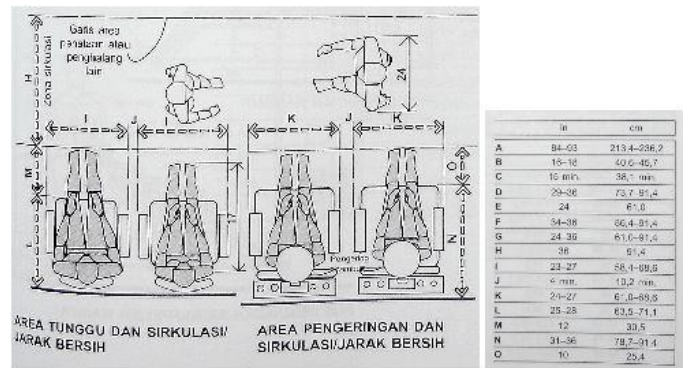 Garis area
penataan atau
penghalang
lain
Zona sirkulasi
H
24
I
J
K
J
K
M
L
O
N
Pengering
AREA TUNGGU DAN SIRKULASI/
JARAK BERSIH
AREA PENGERINGAN DAN
SIRKULASI/JARAK BERSIH
in cm
A 84–93 213,4–236,2
B 16–18 40,6–45,7
C 15 min. 38,1 min.
D 29–36 73,7–91,4
E 24 61,0
F 34–36 86,4–91,4
G 24–36 61,0–91,4
H 36 91,4
I 23–27 58,4–68,6
J 4 min. 10,2 min.
K 24–27 61,0–68,6
L 25–28 63,5–71,1
M 12 30,5
N 31–36 78,7–91,4
O 10 25,4